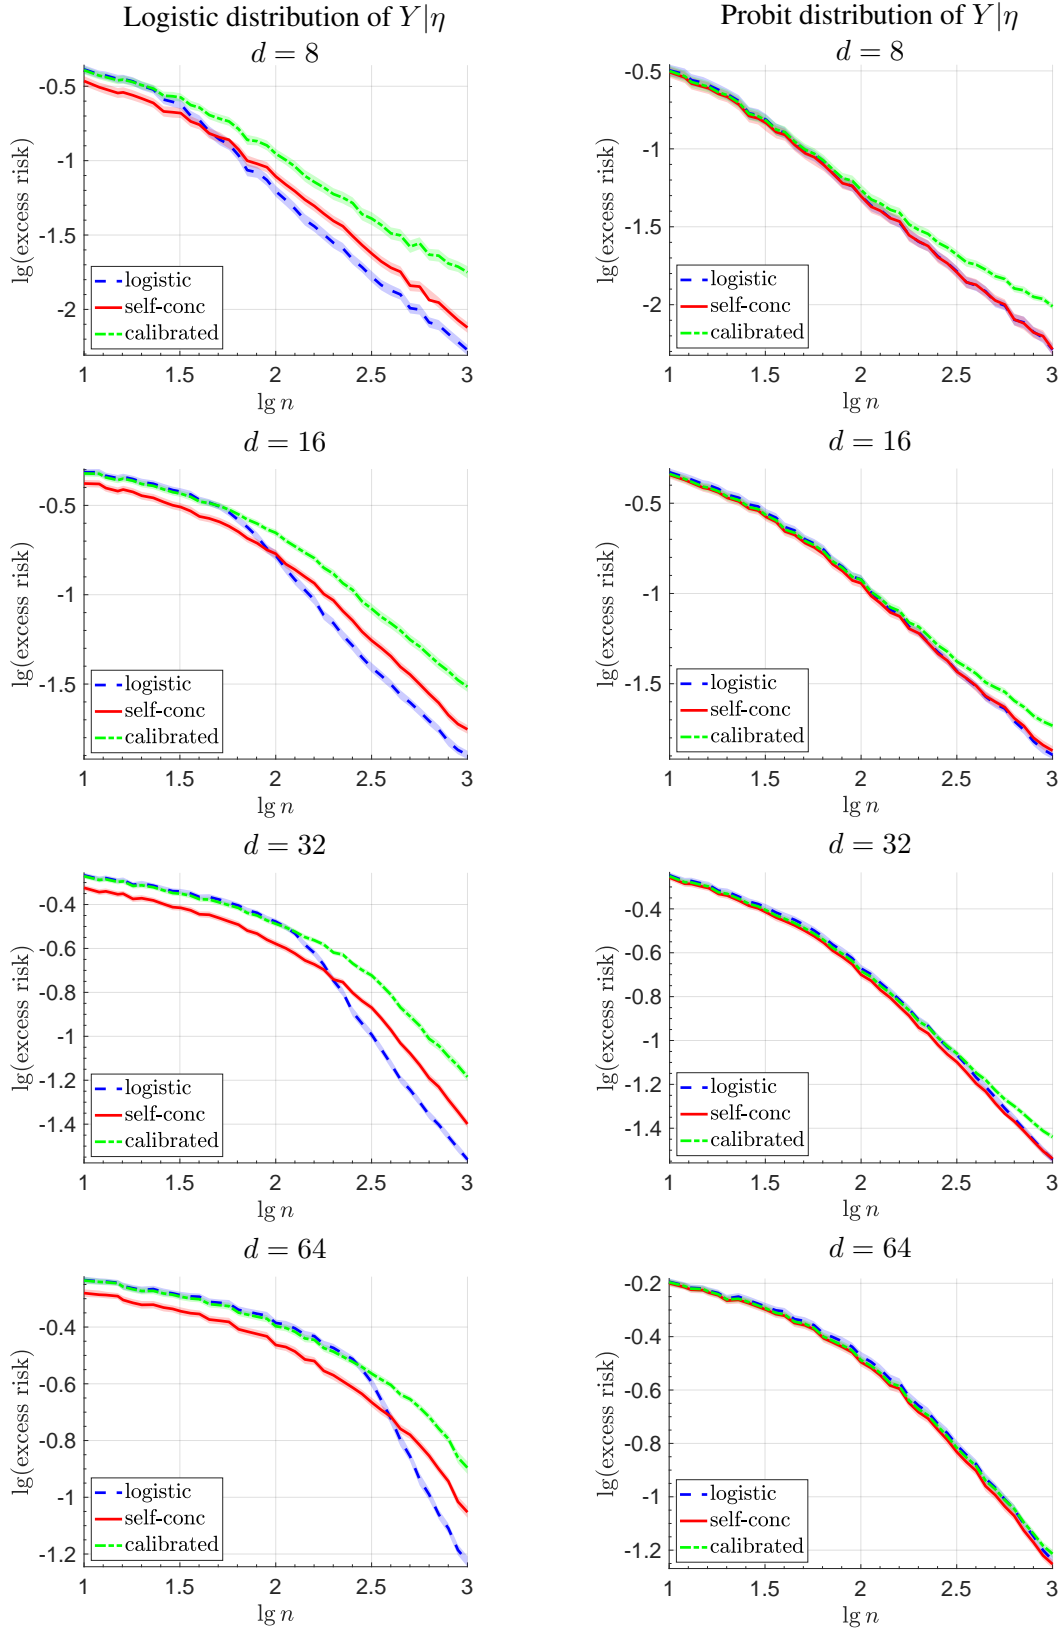 Logistic distribution of Y|η
d = 8
lg(excess risk)
-0.5
-1
-1.5
-2
logistic
self-conc
calibrated
1 1.5 2 2.5 3
lg n
Probit distribution of Y|η
d = 8
lg(excess risk)
-0.5
-1
-1.5
-2
logistic
self-conc
calibrated
1 1.5 2 2.5 3
lg n
d = 16
lg(excess risk)
-0.5
-1
-1.5
logistic
self-conc
calibrated
1 1.5 2 2.5 3
lg n
d = 16
lg(excess risk)
-0.5
-1
-1.5
logistic
self-conc
calibrated
1 1.5 2 2.5 3
lg n
d = 32
lg(excess risk)
-0.4
-0.6
-0.8
-1
-1.2
-1.4
logistic
self-conc
calibrated
1 1.5 2 2.5 3
lg n
d = 32
lg(excess risk)
-0.4
-0.6
-0.8
-1
-1.2
-1.4
logistic
self-conc
calibrated
1 1.5 2 2.5 3
lg n
d = 64
lg(excess risk)
-0.4
-0.6
-0.8
-1
-1.2
logistic
self-conc
calibrated
1 1.5 2 2.5 3
lg n
d = 64
lg(excess risk)
-0.2
-0.4
-0.6
-0.8
-1
-1.2
logistic
self-conc
calibrated
1 1.5 2 2.5 3
lg n